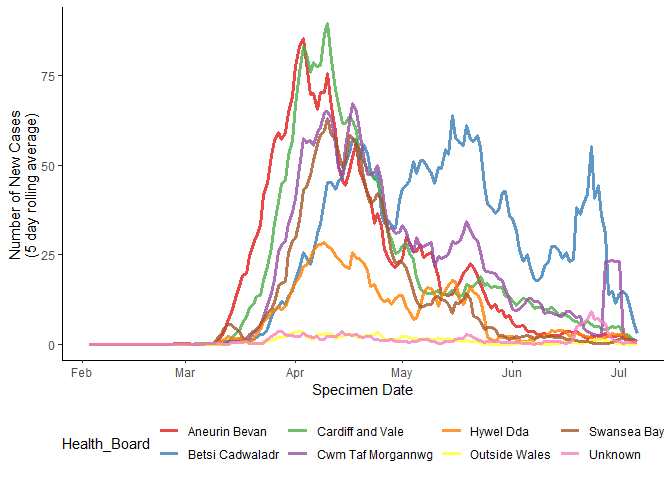 Number of New Cases
(5 day rolling average)
75
50
25
0
Feb Mar Apr May Jun Jul
Specimen Date
Health_Board
Aneurin Bevan Cardiff and Vale Hywel Dda Swansea Bay
Betsi Cadwaladr Cwm Taf Morgannwg Outside Wales Unknown